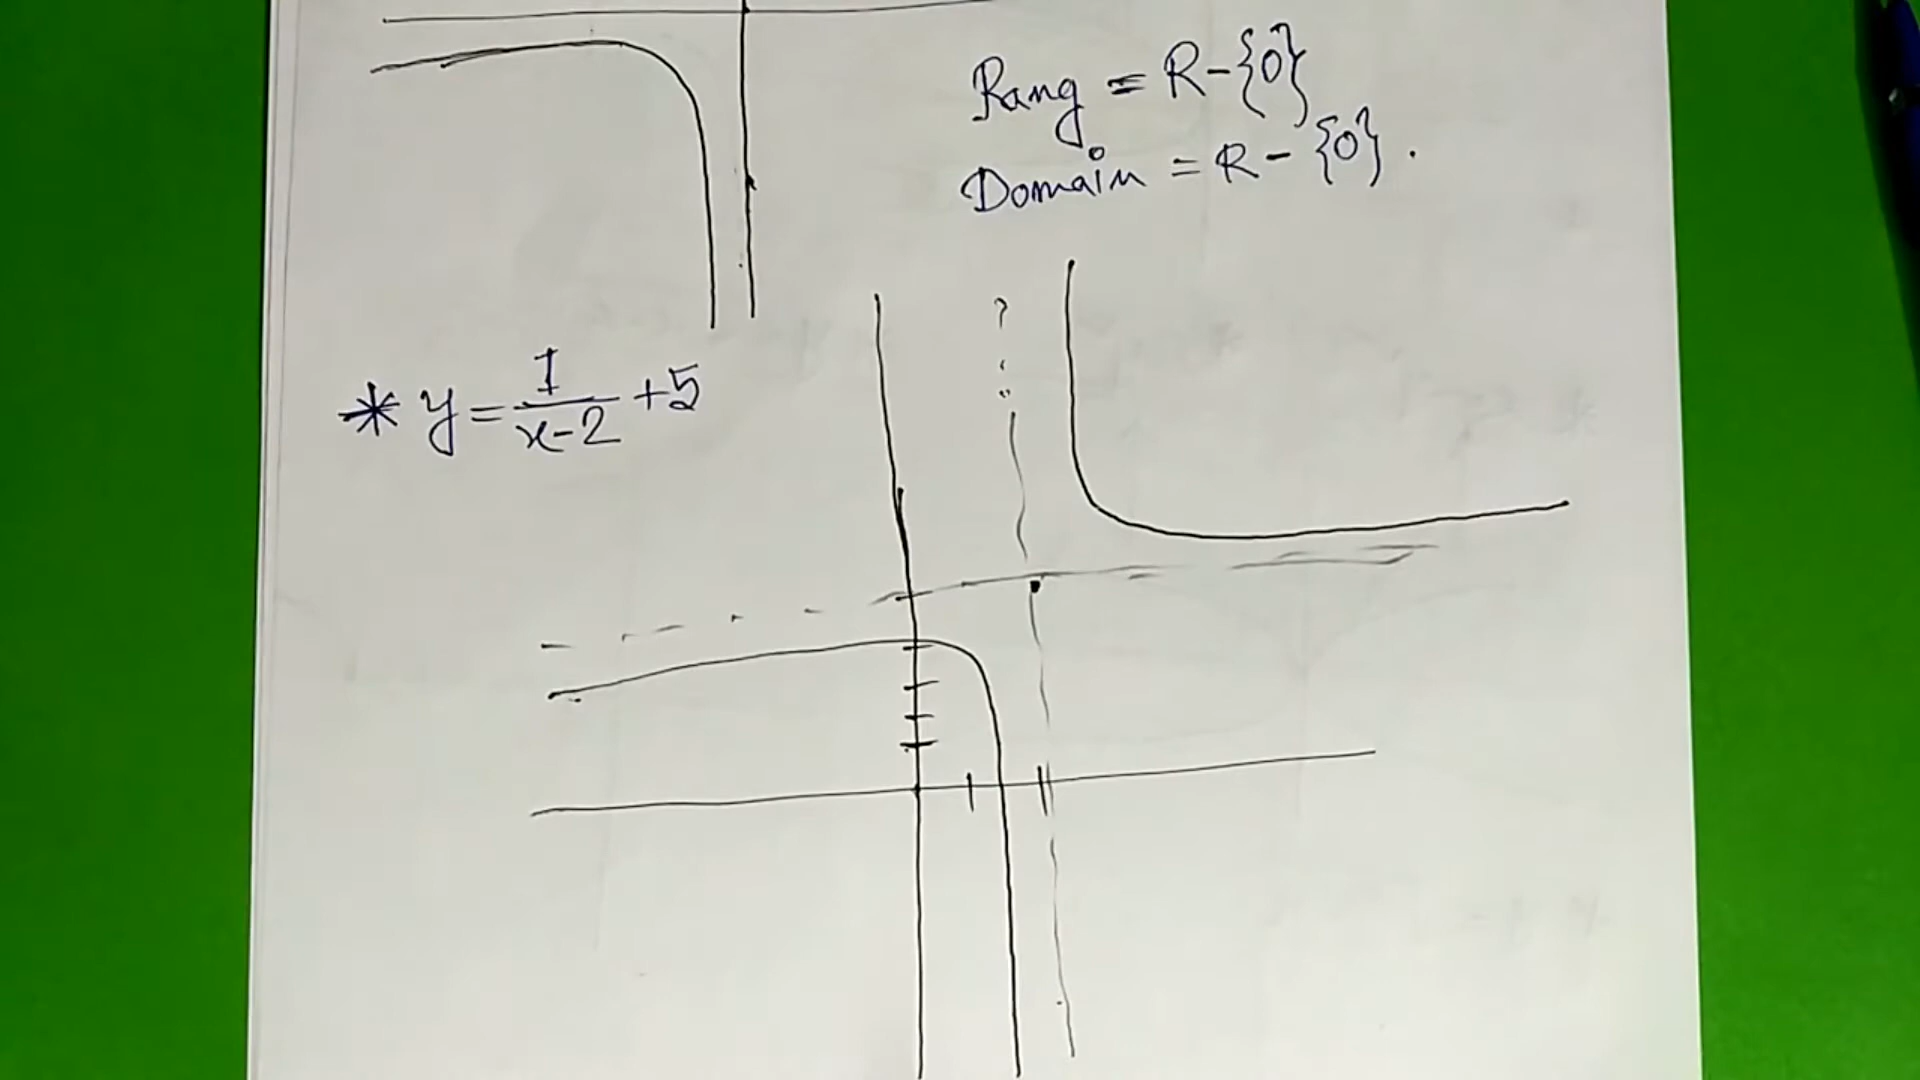 Rang = R-{0}
Domain = R - {0}.
* y = 1/(x-2) + 5